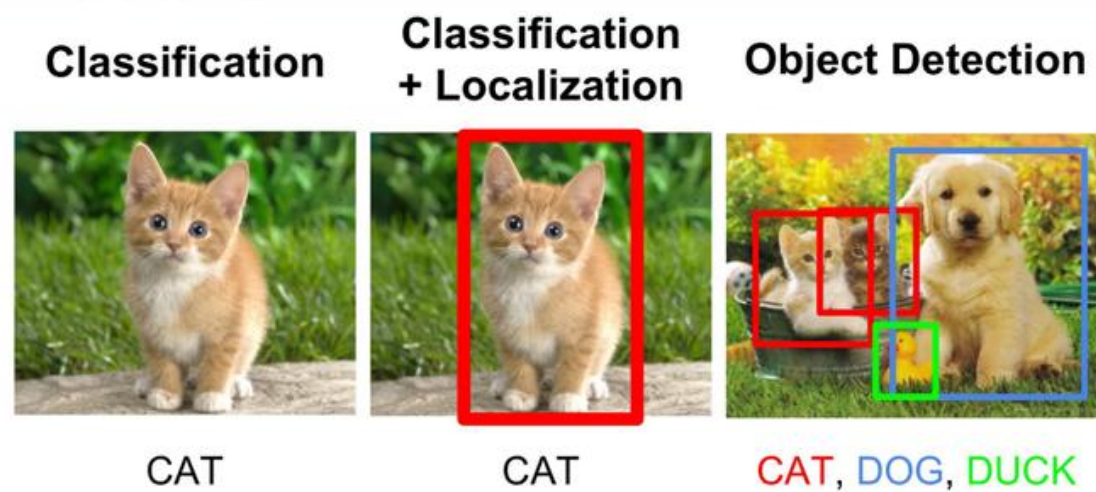 Classification
Classification
+ Localization
Object Detection
CAT
CAT
CAT, DOG, DUCK